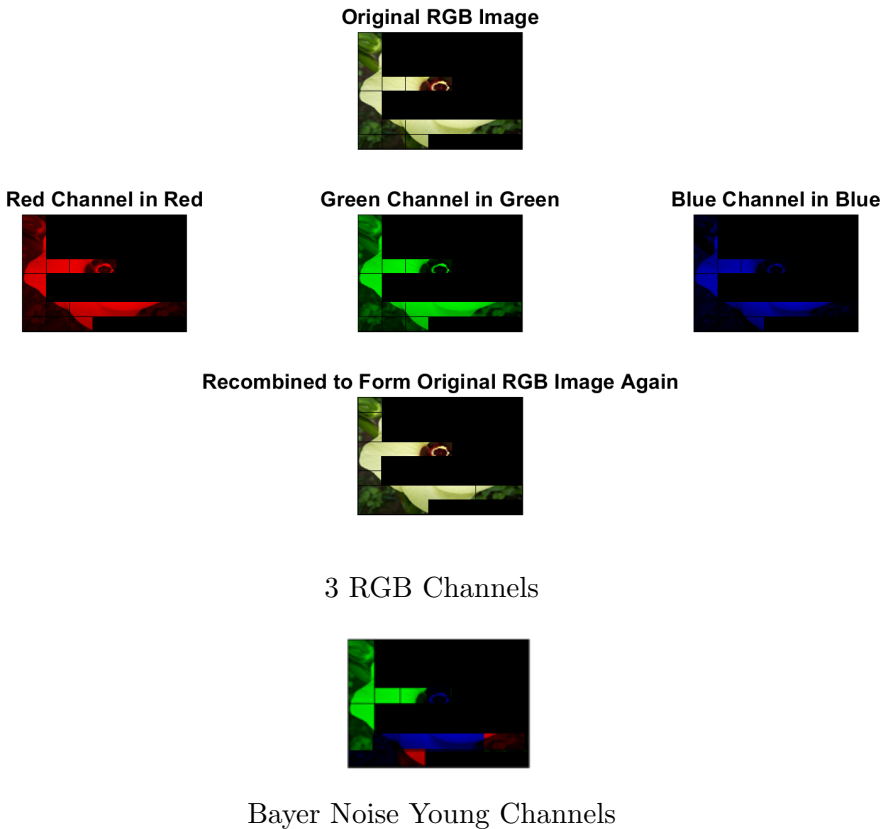 Original RGB Image
Red Channel in Red
Green Channel in Green
Blue Channel in Blue
Recombined to Form Original RGB Image Again
3 RGB Channels
Bayer Noise Young Channels